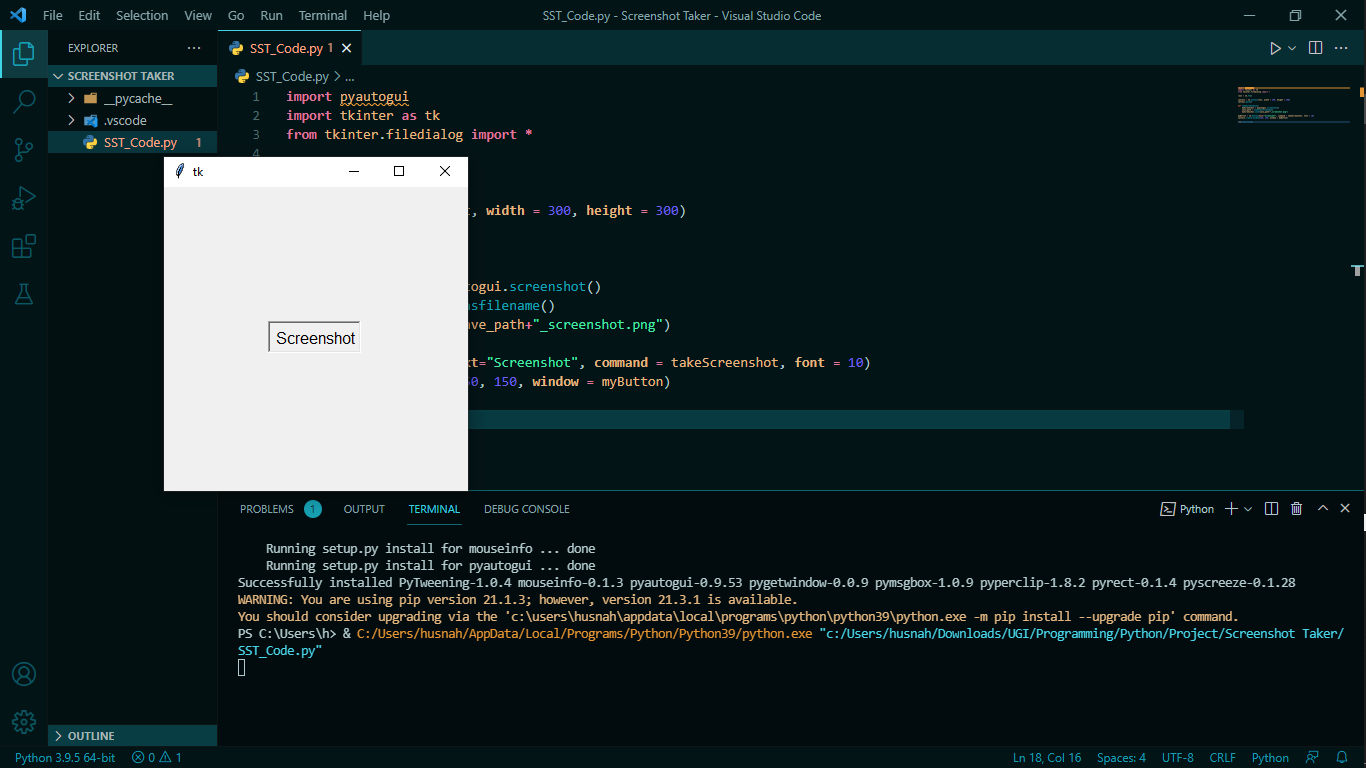 File Edit Selection View Go Run Terminal Help SST_Code.py - Screenshot Taker - Visual Studio Code
EXPLORER
SST_Code.py 1
SCREENSHOT TAKER
__pycache__
.vscode
SST_Code.py 1
SST_Code.py > ...
1 import pyautogui
2 import tkinter as tk
3 from tkinter.filedialog import *
4
tk
, width = 300, height = 300)
togui.screenshot()
asfilename()
ave_path+"_screenshot.png")
Screenshot
xt="Screenshot", command = takeScreenshot, font = 10)
50, 150, window = myButton)
PROBLEMS 1 OUTPUT TERMINAL DEBUG CONSOLE Python
Running setup.py install for mouseinfo ... done
Running setup.py install for pyautogui ... done
Successfully installed PyTweening-1.0.4 mouseinfo-0.1.3 pyautogui-0.9.53 pygetwindow-0.0.9 pymsgbox-1.0.9 pyperclip-1.8.2 pyrect-0.1.4 pyscreeze-0.1.28
WARNING: You are using pip version 21.1.3; however, version 21.3.1 is available.
You should consider upgrading via the 'c:\users\husnah\appdata\local\programs\python\python39\python.exe -m pip install --upgrade pip' command.
PS C:\Users\h> & C:/Users/husnah/AppData/Local/Programs/Python/Python39/python.exe "c:/Users/husnah/Downloads/UGI/Programming/Python/Project/Screenshot Taker/
SST_Code.py"
OUTLINE
Python 3.9.5 64-bit 0 1 Ln 18, Col 16 Spaces: 4 UTF-8 CRLF Python